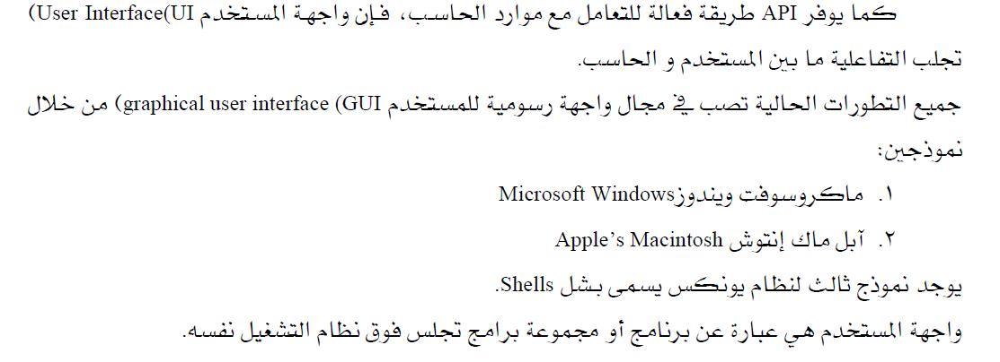 كما يوفر API طريقة فعالة للتعامل مع موارد الحاسب، فإن واجهة المستخدم User Interface(UI)
تجلب التفاعلية ما بين المستخدم و الحاسب.
جميع التطورات الحالية تصب في مجال واجهة رسومية للمستخدم graphical user interface (GUI) من خلال
نموذجين:
١. ماكروسوفت ويندوزMicrosoft Windows
٢. آبل ماك إنتوش Apple’s Macintosh
يوجد نموذج ثالث لنظام يونكس يسمى بشل Shells.
واجهة المستخدم هي عبارة عن برنامج أو مجموعة برامج تجلس فوق نظام التشغيل نفسه.